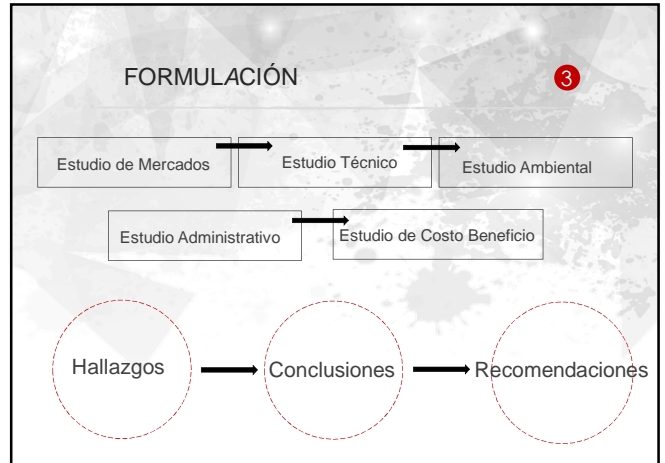 FORMULACIÓN
3
Estudio de Mercados
Estudio Técnico
Estudio Ambiental
Estudio Administrativo
Estudio de Costo Beneficio
Hallazgos
Conclusiones
Recomendaciones